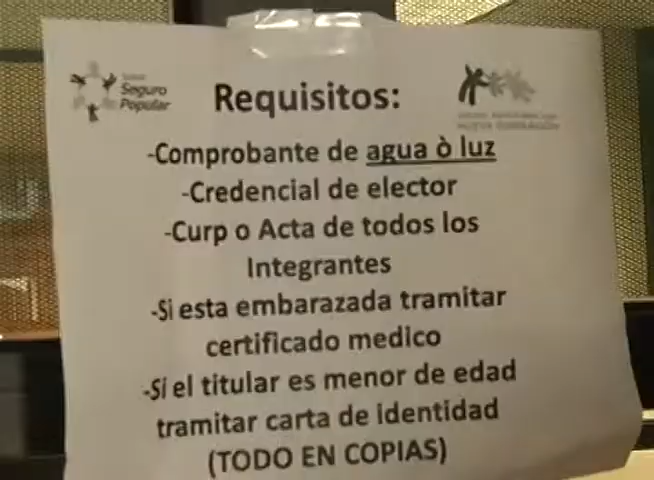 Seguro
Popular
Requisitos:
-Comprobante de agua ò luz
-Credencial de elector
-Curp o Acta de todos los
Integrantes
-Si esta embarazada tramitar
certificado medico
-Si el titular es menor de edad
tramitar carta de identidad
(TODO EN COPIAS)